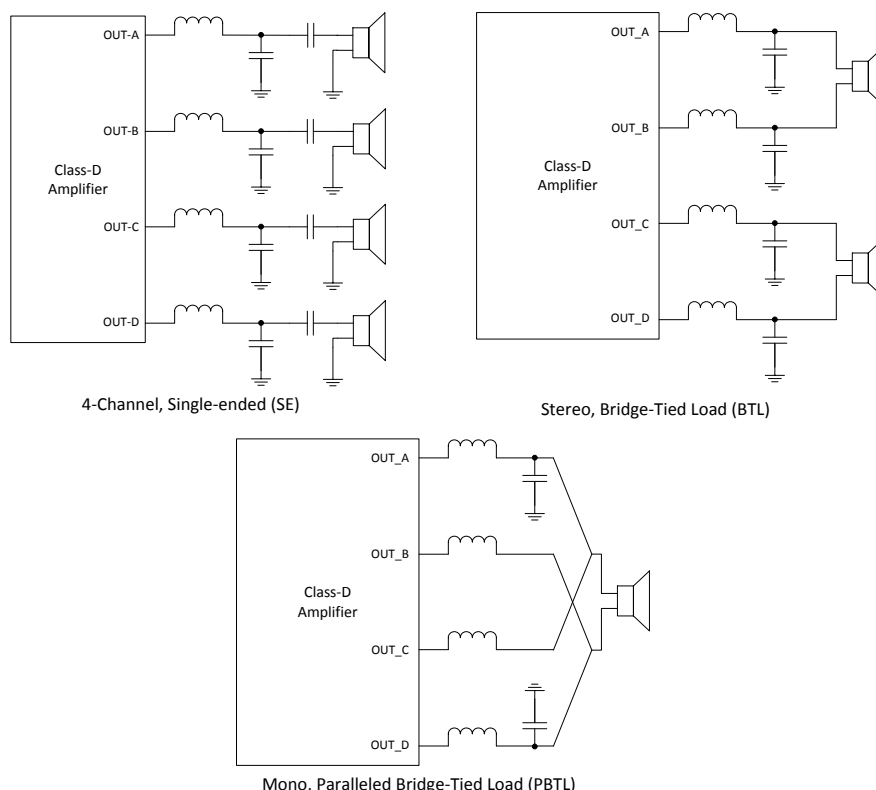 OUT-A
OUT-B
Class-D
Amplifier
OUT-C
OUT-D
4-Channel, Single-ended (SE)
OUT_A
OUT_B
Class-D
Amplifier
OUT_C
OUT_D
Stereo, Bridge-Tied Load (BTL)
OUT_A
OUT_B
Class-D
Amplifier
OUT_C
OUT_D
Mono, Paralleled Bridge-Tied Load (PBTL)